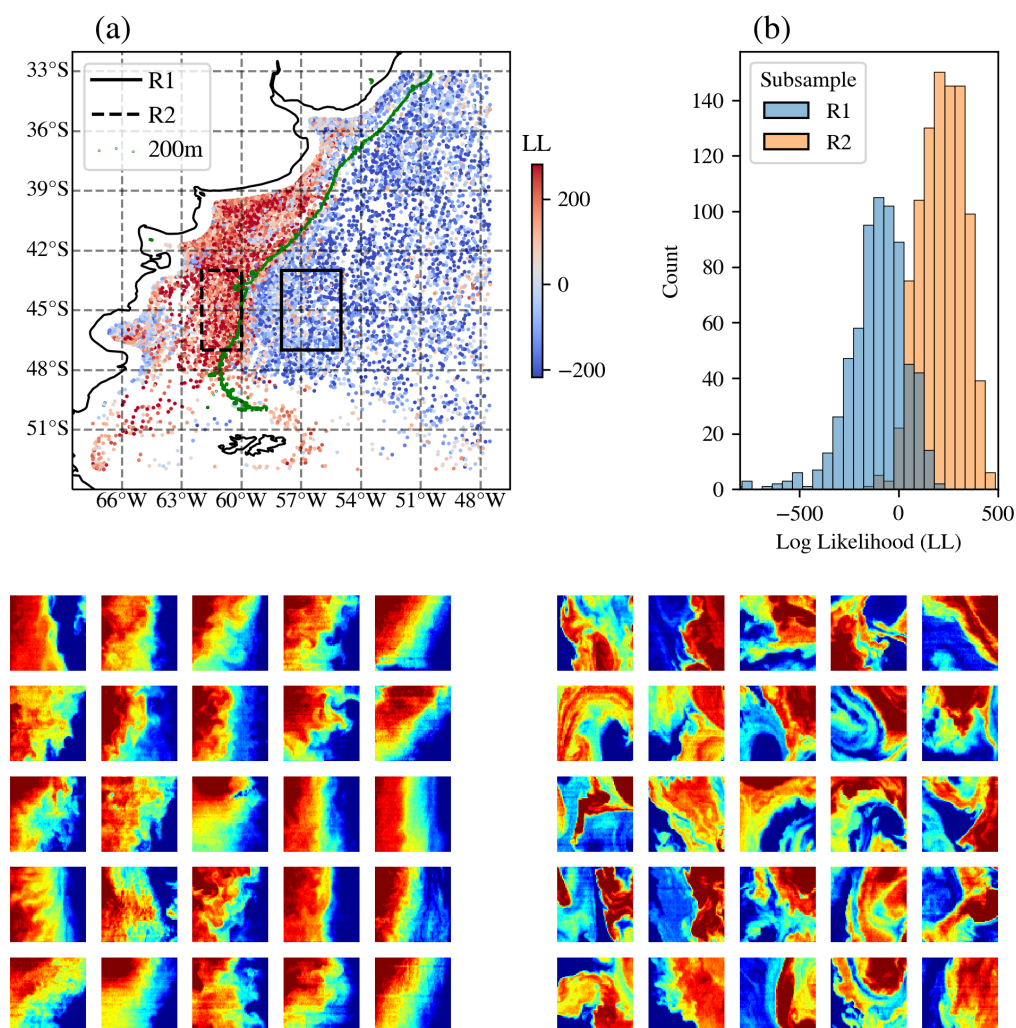 (a)
(b)
33°S
36°S
39°S
42°S
45°S
48°S
51°S
66°W
63°W
60°W
57°W
54°W
51°W
48°W
R1
R2
200m
LL
200
0
−200
Subsample
R1
R2
Count
0
20
40
60
80
100
120
140
−500
0
500
Log Likelihood (LL)